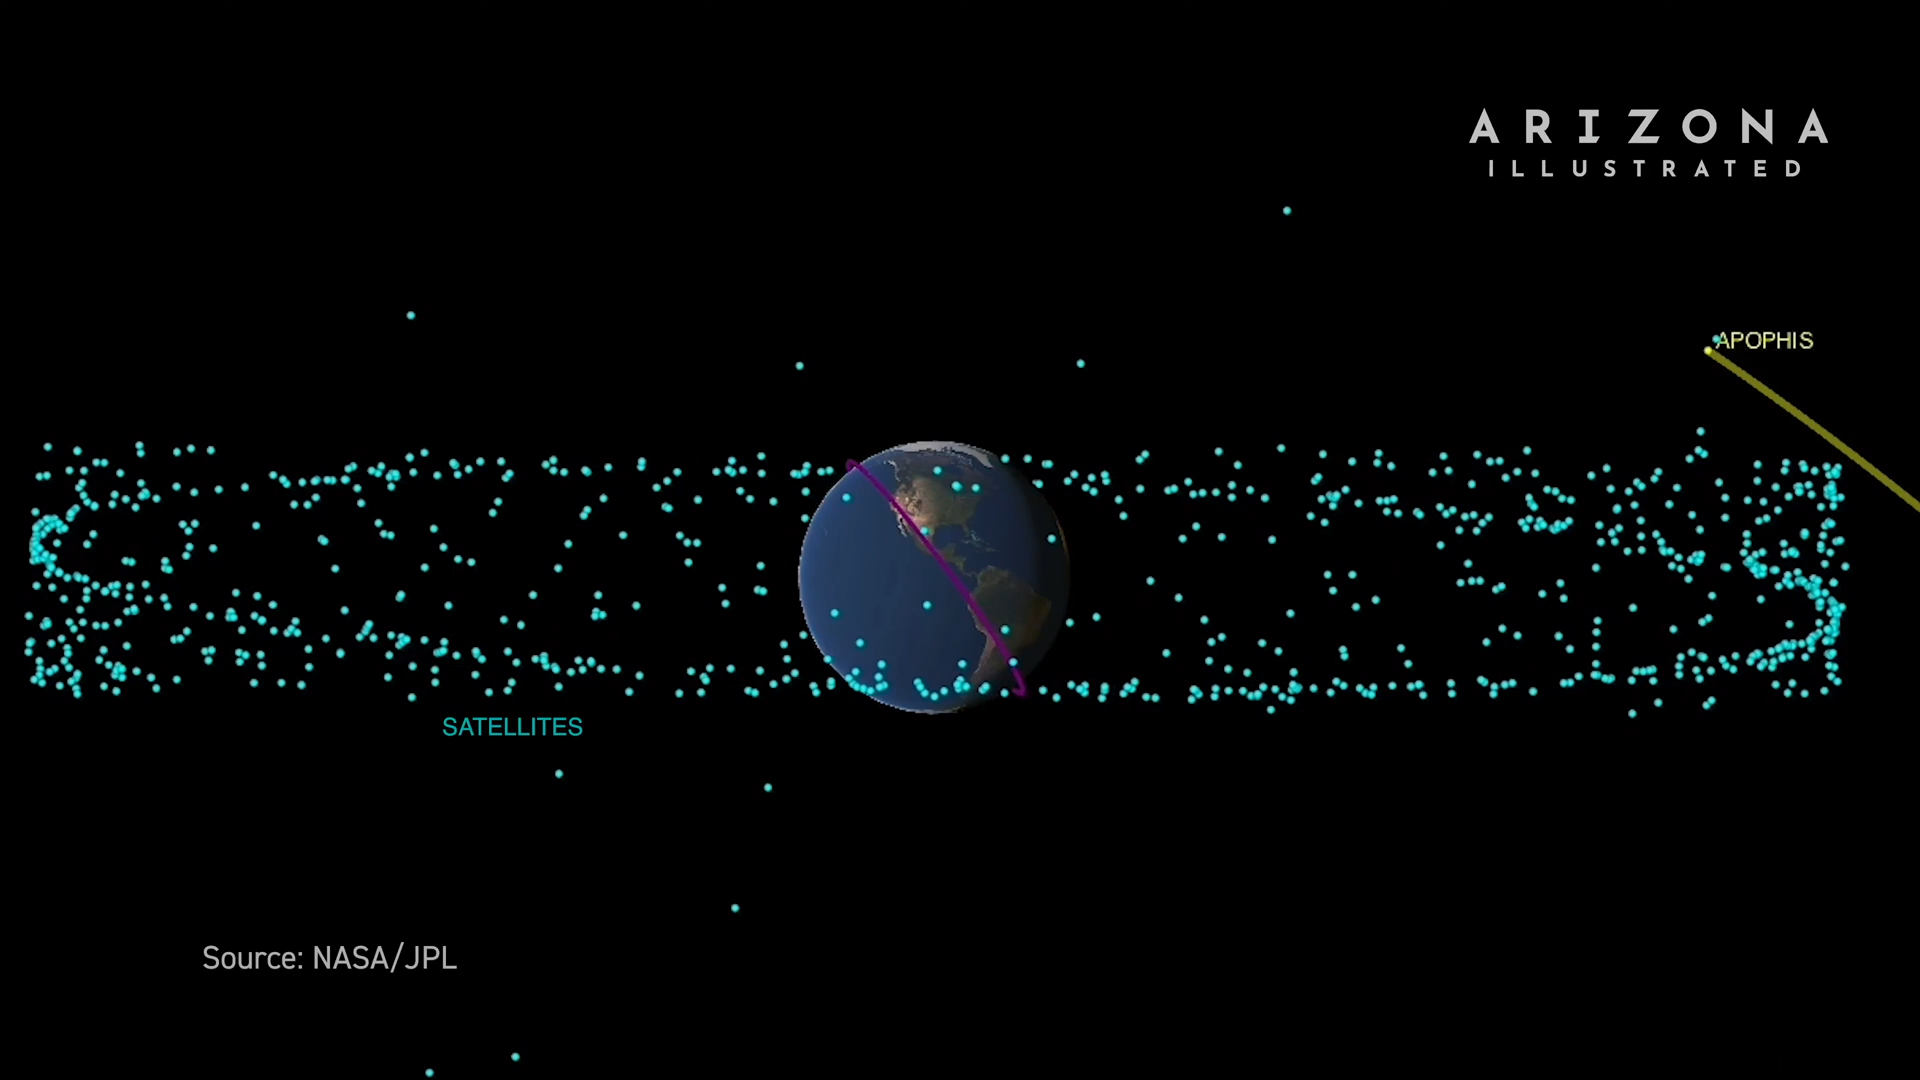 ARIZONA
ILLUSTRATED
APOPHIS
SATELLITES
Source: NASA/JPL